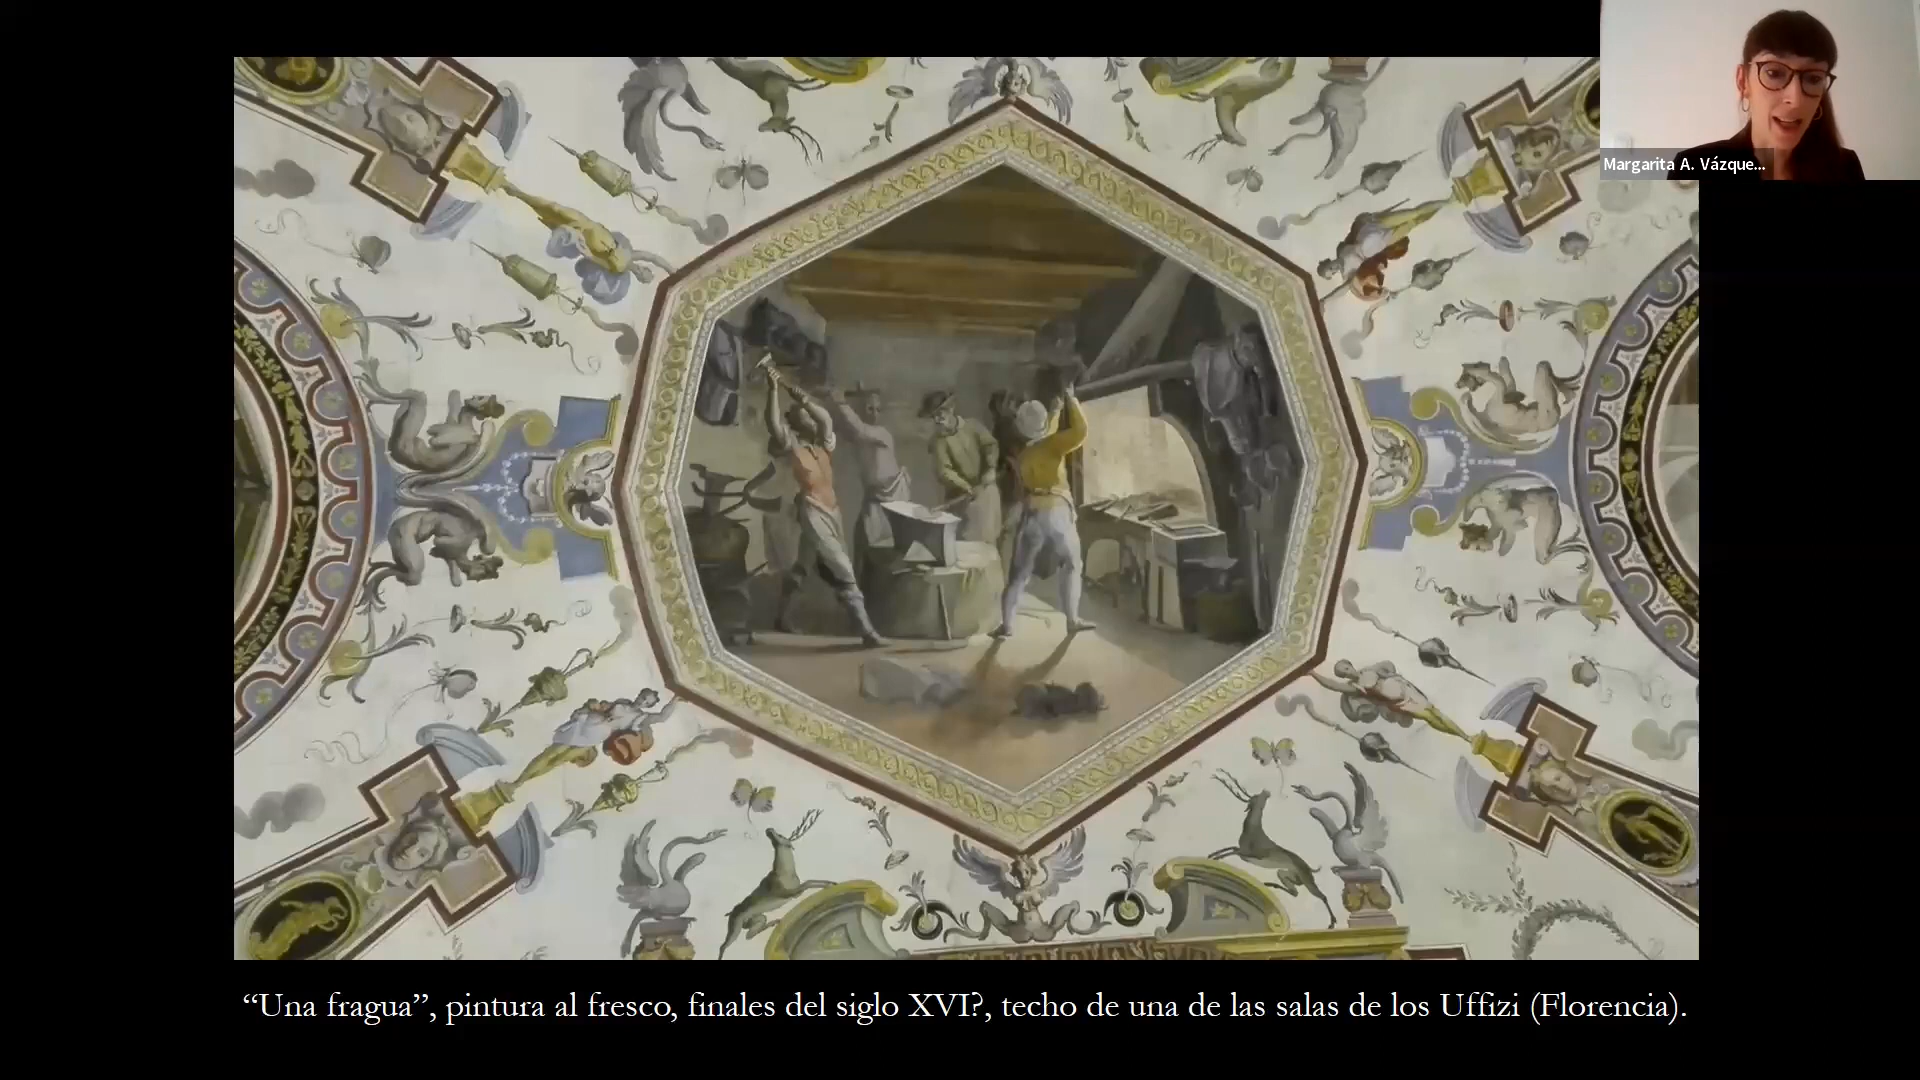 Margarita A. Vázque...
“Una fragua”, pintura al fresco, finales del siglo XVI?, techo de una de las salas de los Uffizi (Florencia).